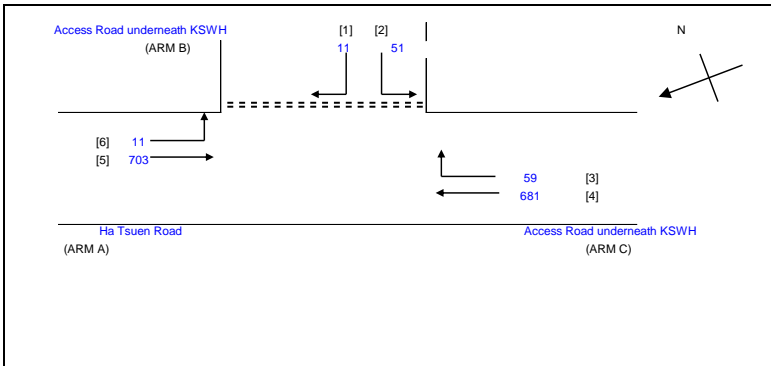 Access Road underneath KSWH [1] [2] N
(ARM B) 11 51
[6] 11
[5] 703
59 [3]
681 [4]
Ha Tsuen Road Access Road underneath KSWH
(ARM A) (ARM C)